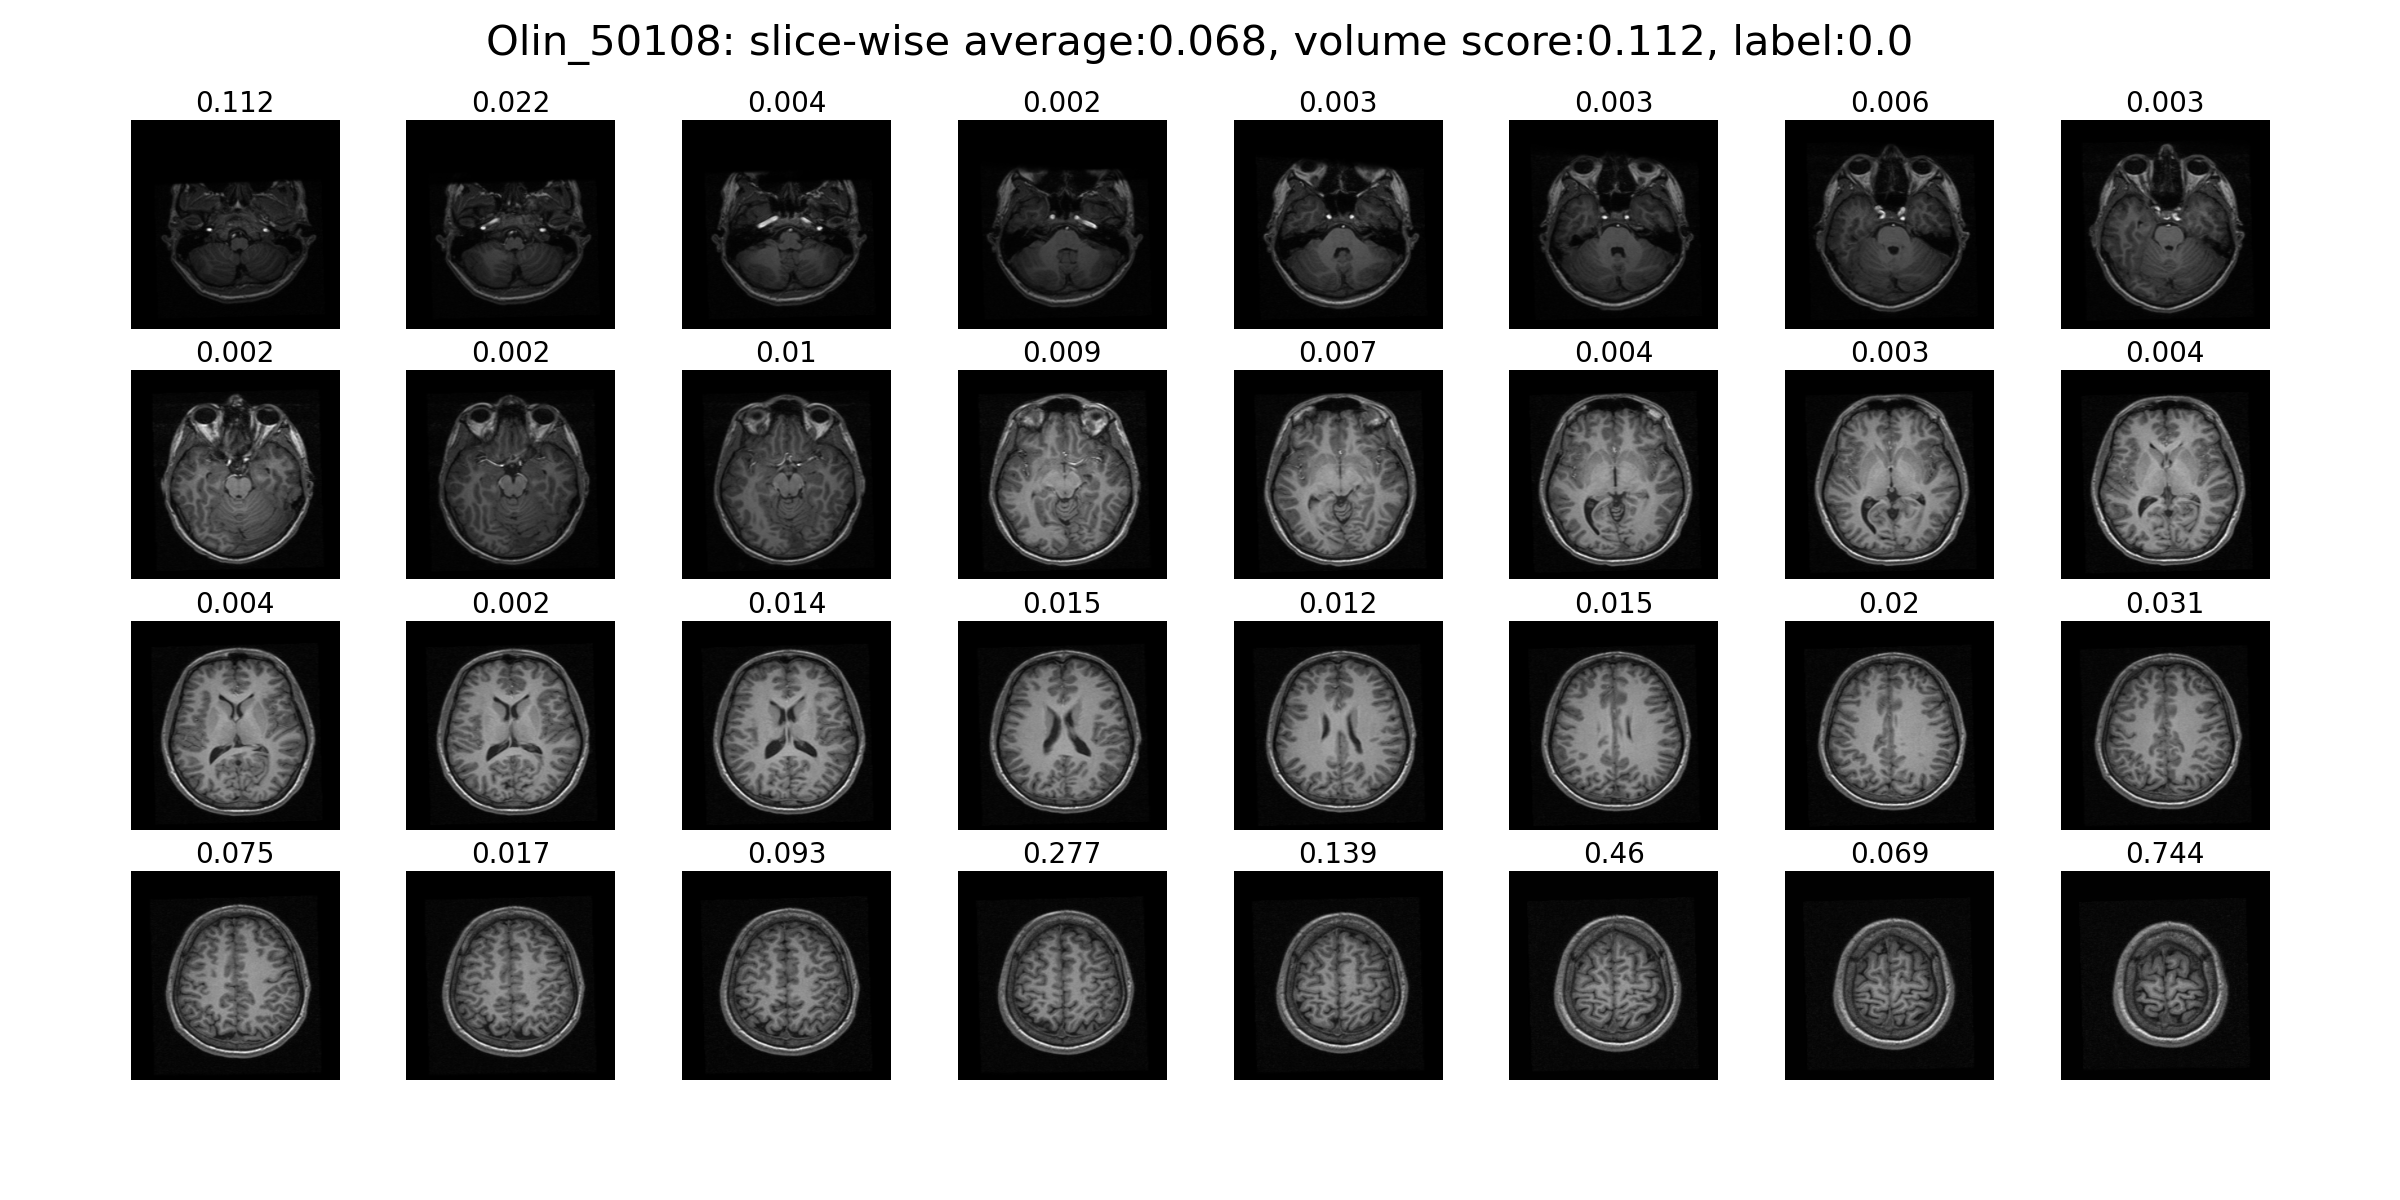 Olin_50108: slice-wise average:0.068, volume score:0.112, label:0.0
0.112 0.022 0.004 0.002 0.003 0.003 0.006 0.003
0.002 0.002 0.01 0.009 0.007 0.004 0.003 0.004
0.004 0.002 0.014 0.015 0.012 0.015 0.02 0.031
0.075 0.017 0.093 0.277 0.139 0.46 0.069 0.744